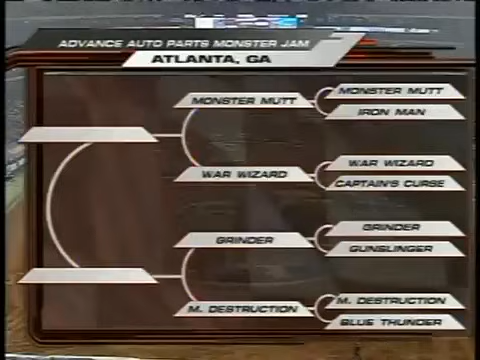 ADVANCE AUTO PARTS MONSTER JAM
ATLANTA, GA
MONSTER MUTT
MONSTER MUTT
IRON MAN
WAR WIZARD
WAR WIZARD
CAPTAIN'S CURSE
GRINDER
GRINDER
GUNSLINGER
M. DESTRUCTION
M. DESTRUCTION
BLUE THUNDER